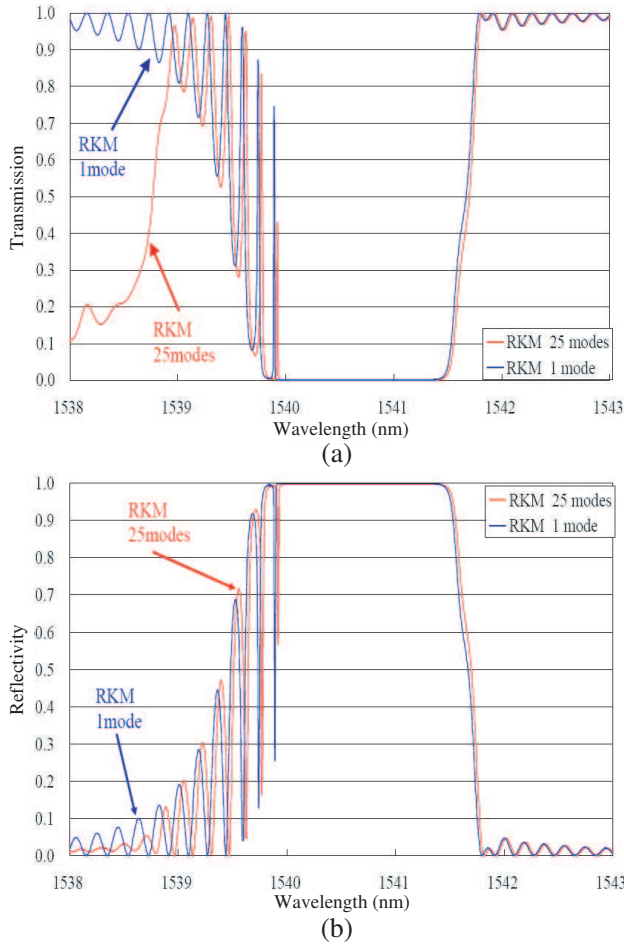 1.0
0.9
0.8
0.7
0.6
0.5
0.4
0.3
0.2
0.1
0.0
Transmission
RKM
1mode
RKM
25modes
RKM 25 modes
RKM 1 mode
1538 1539 1540 1541 1542 1543
Wavelength (nm)
(a)
1.0
0.9
0.8
0.7
0.6
0.5
0.4
0.3
0.2
0.1
0.0
Reflectivity
RKM
25modes
RKM
1mode
RKM 25 modes
RKM 1 mode
1538 1539 1540 1541 1542 1543
Wavelength (nm)
(b)